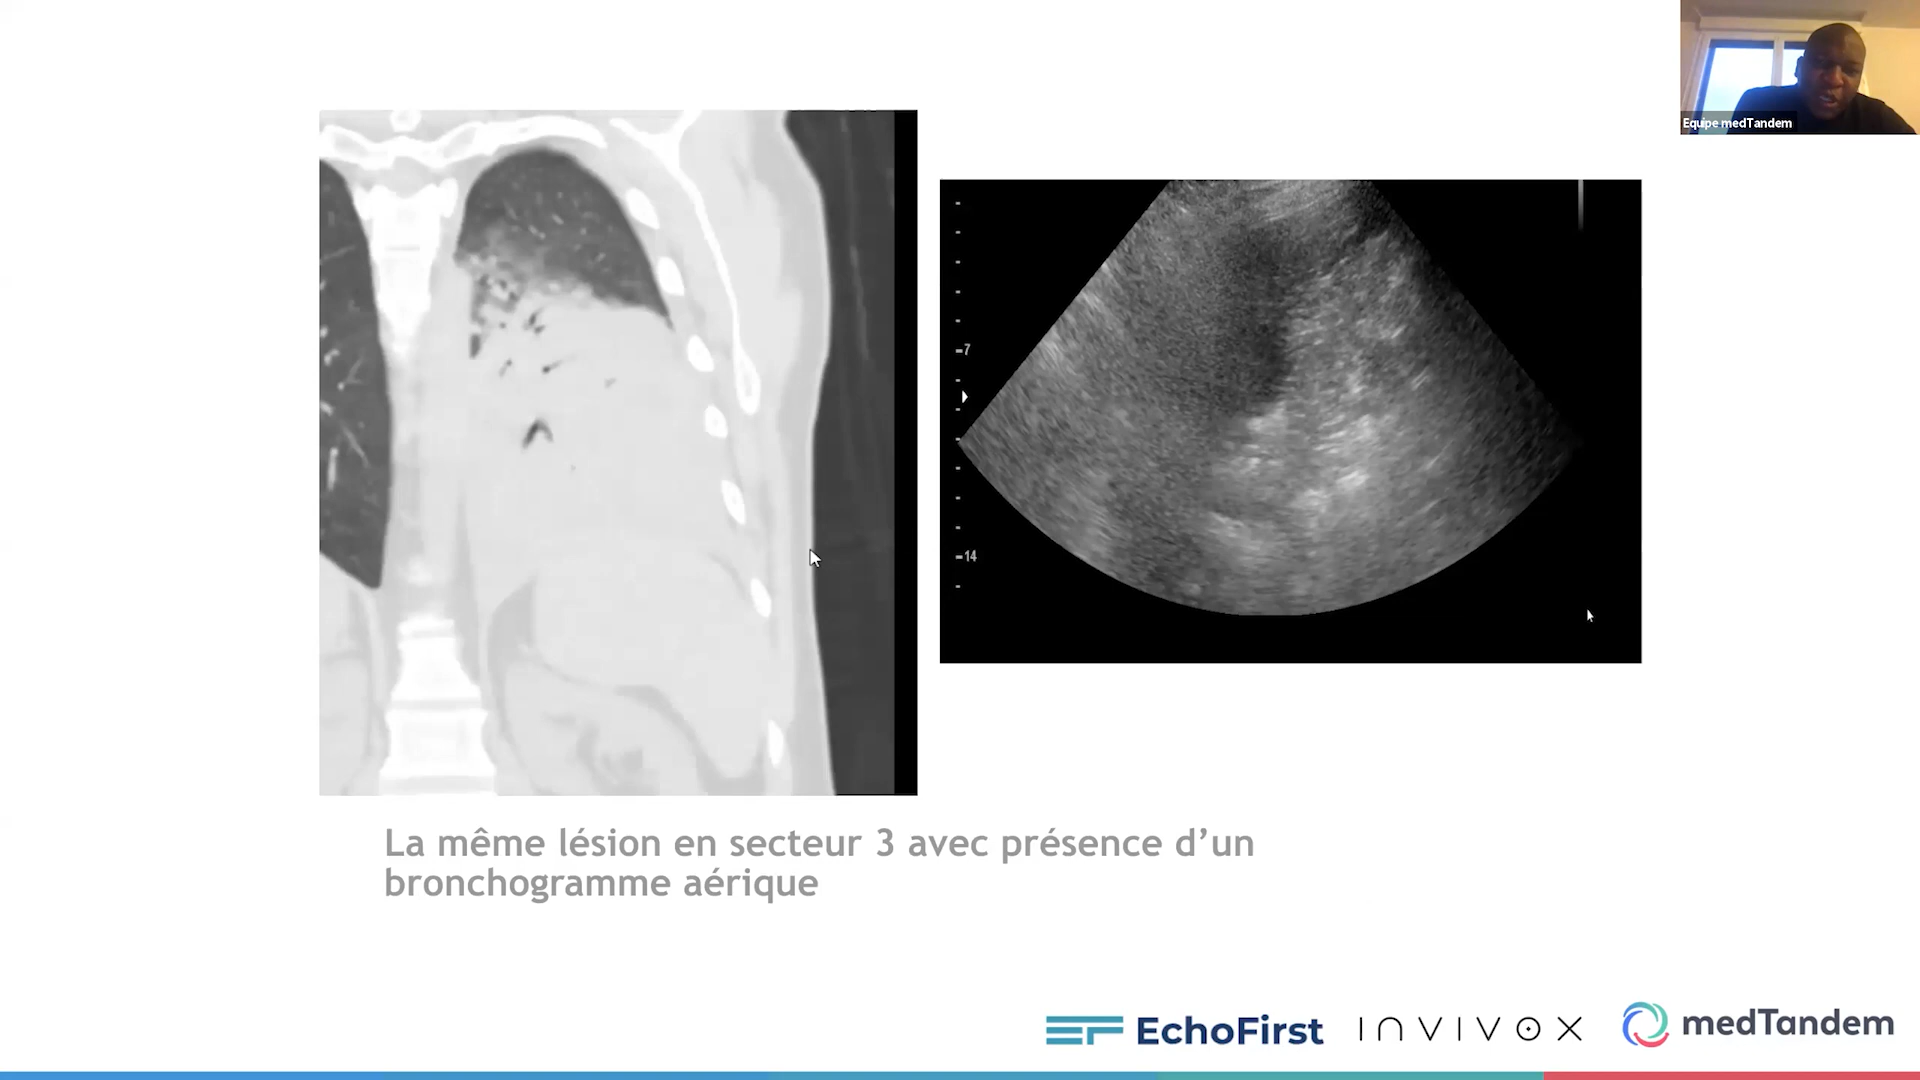 Equipe medTandem
-7
-14
La même lésion en secteur 3 avec présence d’un
bronchogramme aérique
EchoFirst
INVIVOX
medTandem